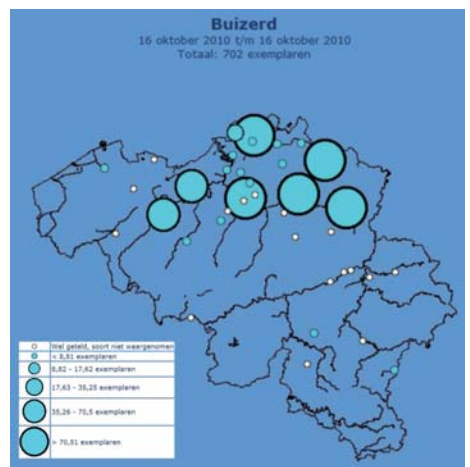 Buizerd
16 oktober 2010 t/m 16 oktober 2010
Totaal: 702 exemplaren
Wel geteld, soort niet waargenomen
< 8,81 exemplaren
8,82 - 17,62 exemplaren
17,63 - 35,25 exemplaren
35,26 - 70,5 exemplaren
> 70,51 exemplaren